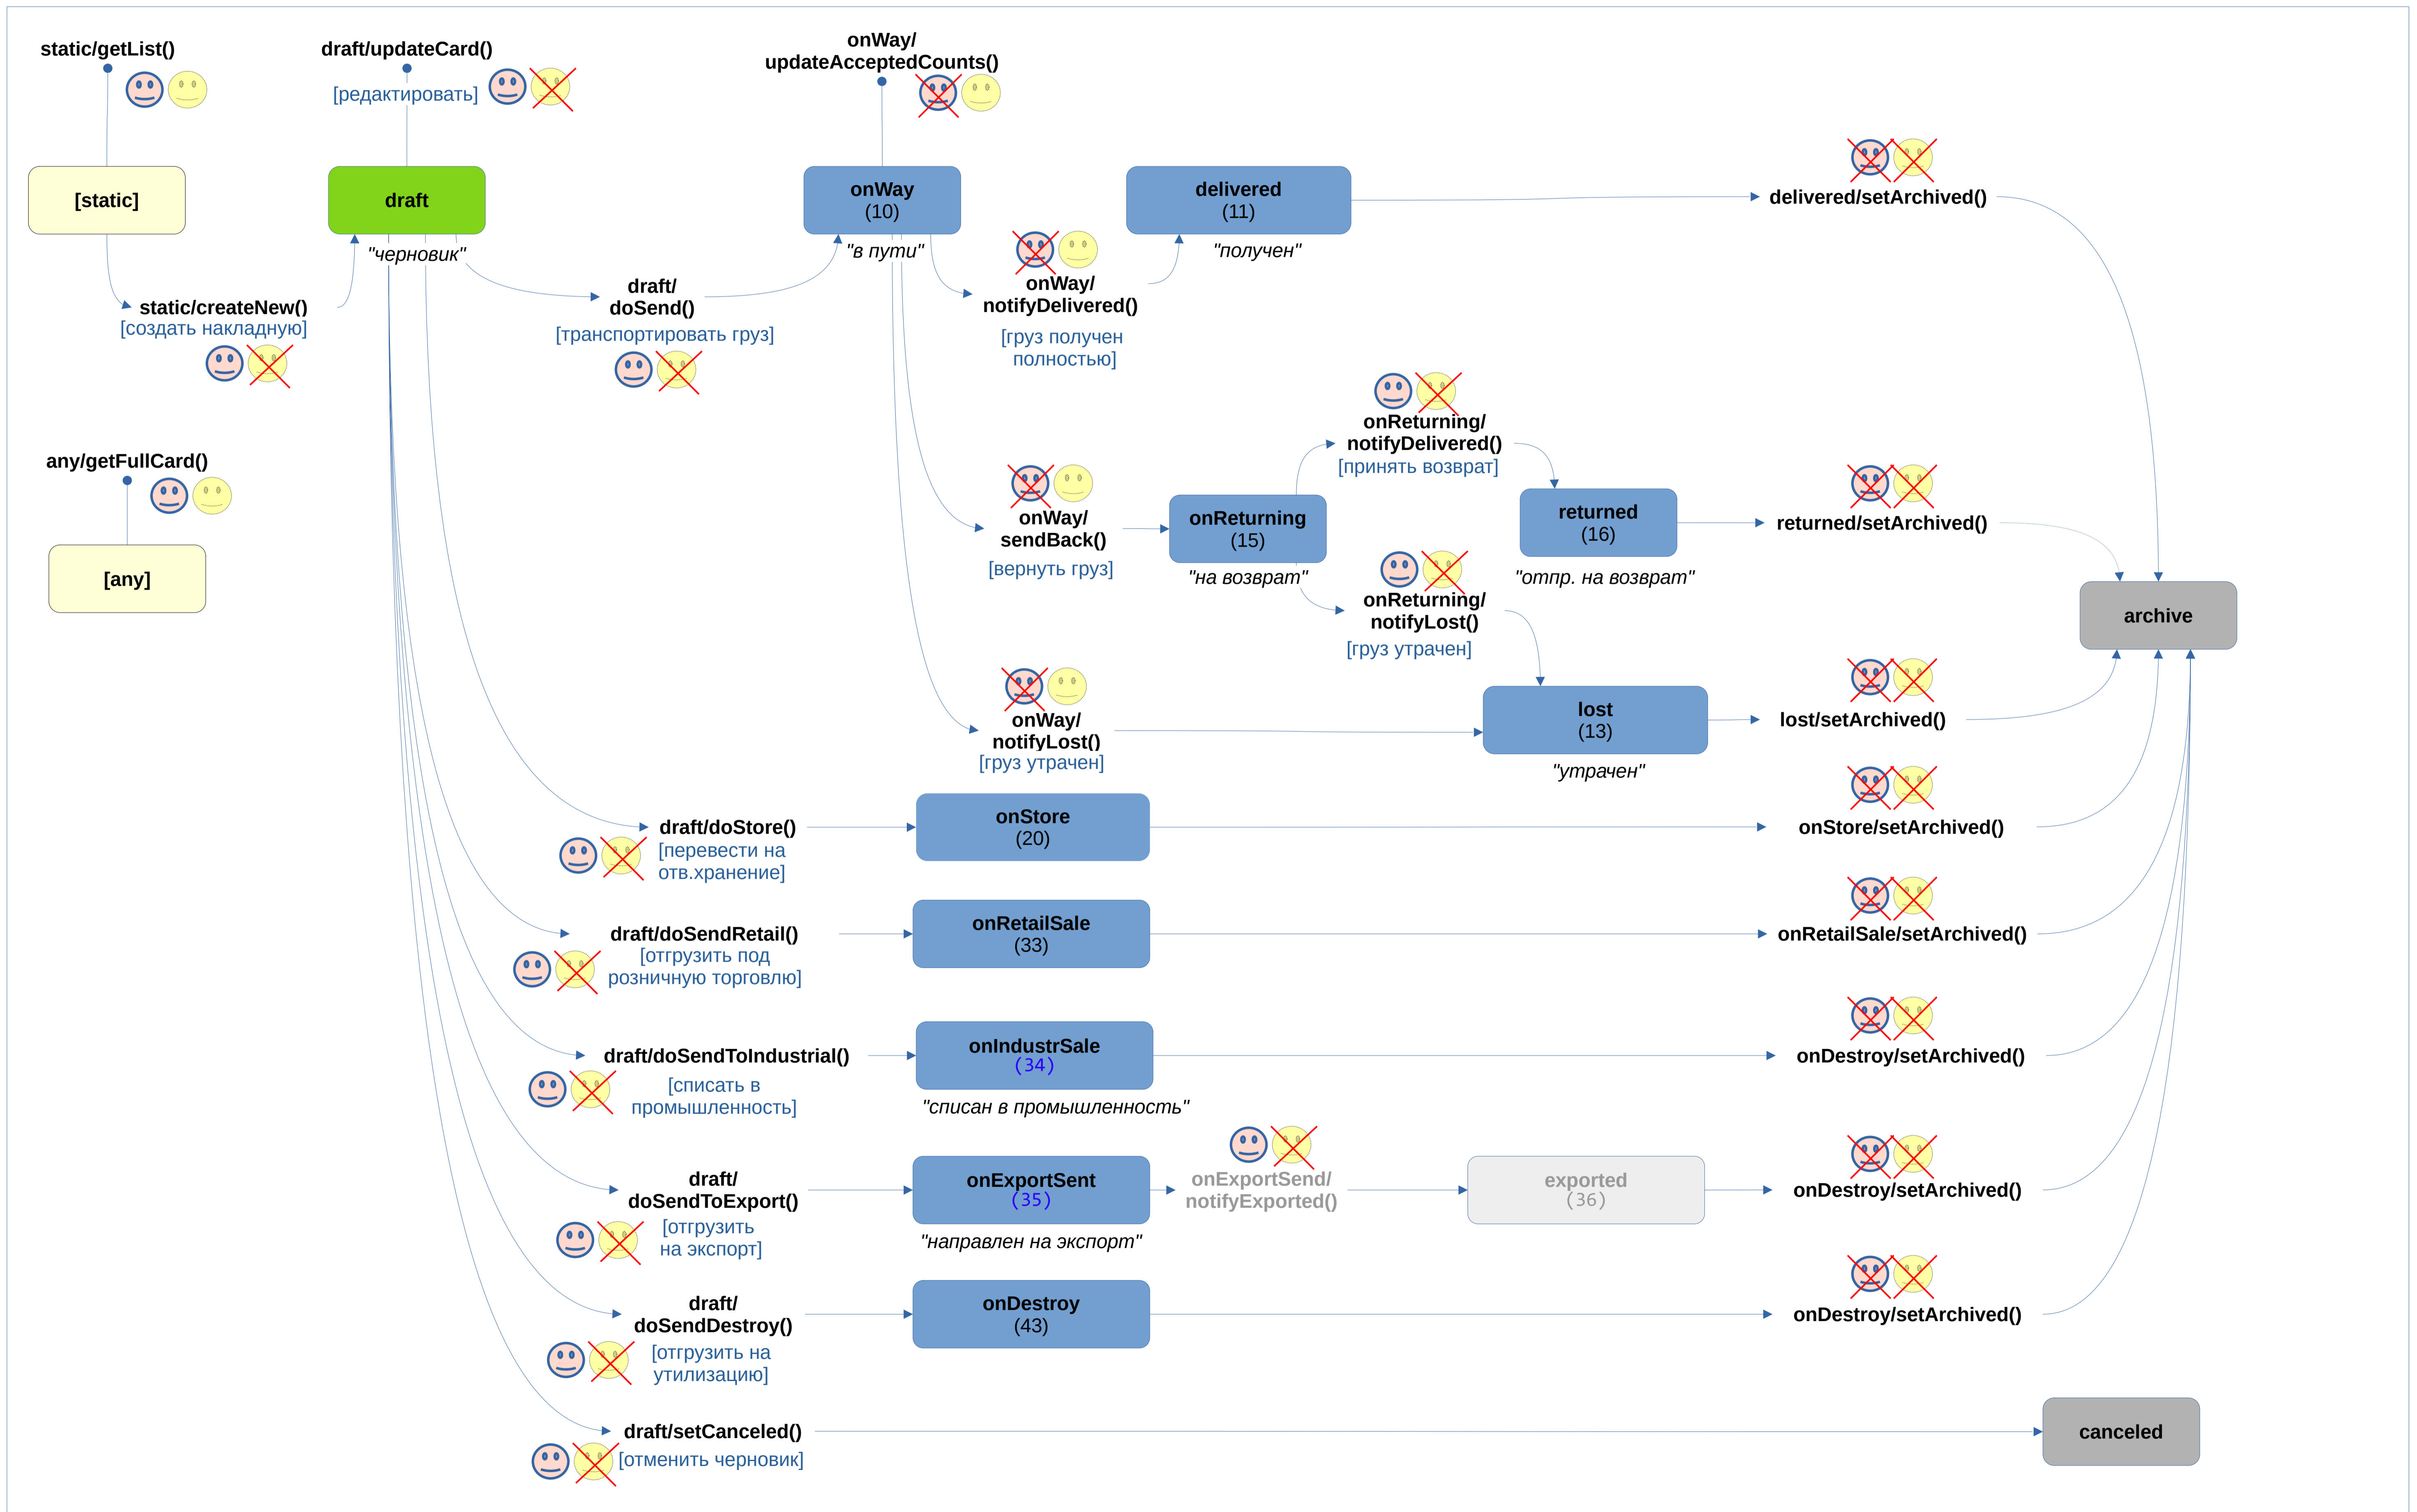 static/getList()
draft/updateCard()
[редактировать]
onWay/
updateAcceptedCounts()
[static]
draft
"черновик"
onWay
(10)
"в пути"
delivered
(11)
"получен"
delivered/setArchived()
static/createNew()
[создать накладную]
draft/
doSend()
[транспортировать груз]
onWay/
notifyDelivered()
[груз получен
полностью]
any/getFullCard()
[any]
onWay/
sendBack()
[вернуть груз]
onReturning
(15)
"на возврат"
onReturning/
notifyDelivered()
[принять возврат]
returned
(16)
"отпр. на возврат"
returned/setArchived()
onReturning/
notifyLost()
[груз утрачен]
archive
onWay/
notifyLost()
[груз утрачен]
lost
(13)
"утрачен"
lost/setArchived()
draft/doStore()
[перевести на
отв.хранение]
onStore
(20)
onStore/setArchived()
draft/doSendRetail()
[отгрузить под
розничную торговлю]
onRetailSale
(33)
onRetailSale/setArchived()
draft/doSendToIndustrial()
[списать в
промышленность]
onIndustrSale
(34)
"списан в промышленность"
onDestroy/setArchived()
draft/
doSendToExport()
[отгрузить
на экспорт]
onExportSent
(35)
"направлен на экспорт"
onExportSend/
notifyExported()
exported
(36)
onDestroy/setArchived()
draft/
doSendDestroy()
[отгрузить на
утилизацию]
onDestroy
(43)
onDestroy/setArchived()
draft/setCanceled()
[отменить черновик]
canceled